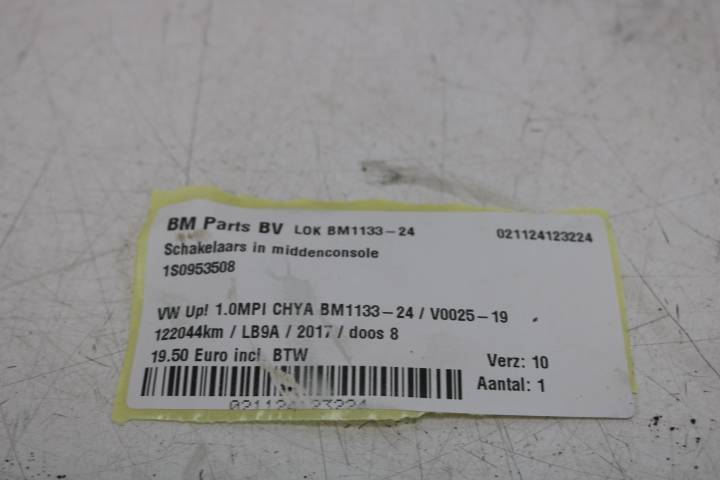 BM Parts BV LOK BM1133-24 021124123224
Schakelaars in middenconsole
1S0953508
VW Up! 1.0MPI CHYA BM1133-24 / V0025-19
122044km / LB9A / 2017 / doos 8
19.50 Euro incl. BTW Verz: 10
Aantal: 1
021124123224